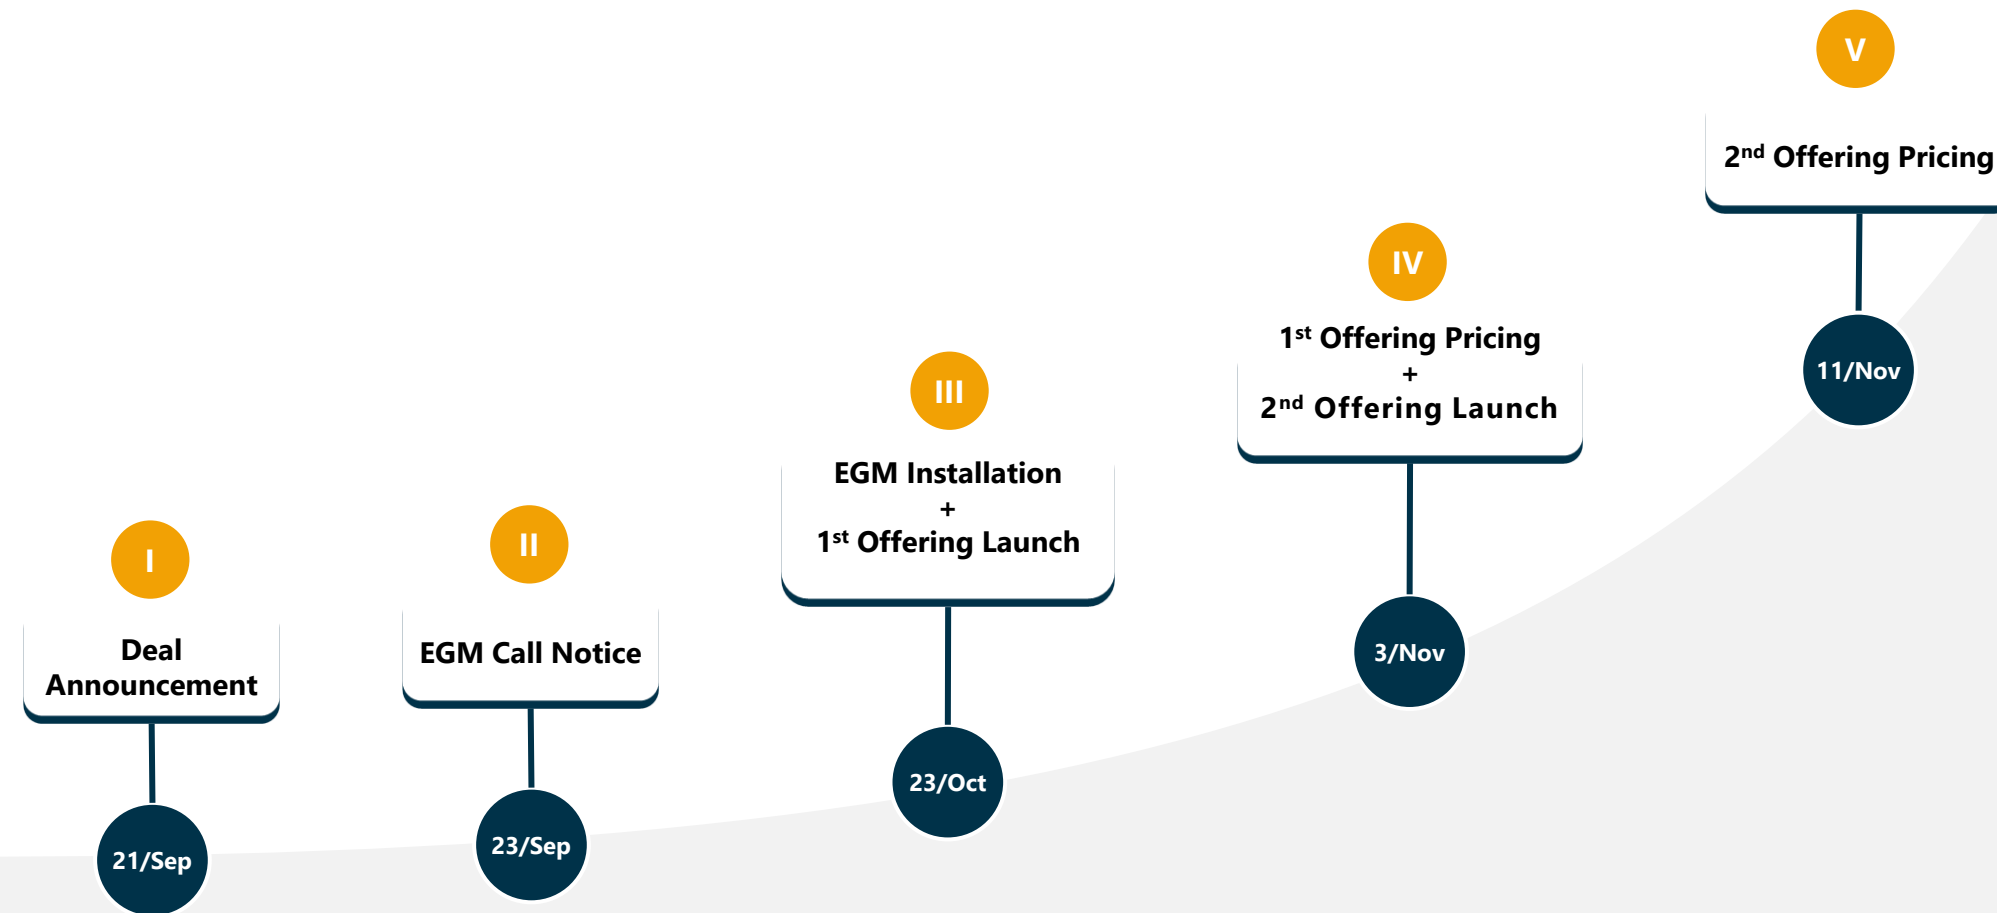 I
Deal
Announcement
21/Sep
II
EGM Call Notice
23/Sep
III
EGM Installation
+
1st Offering Launch
23/Oct
IV
1st Offering Pricing
+
2nd Offering Launch
3/Nov
V
2nd Offering Pricing
11/Nov